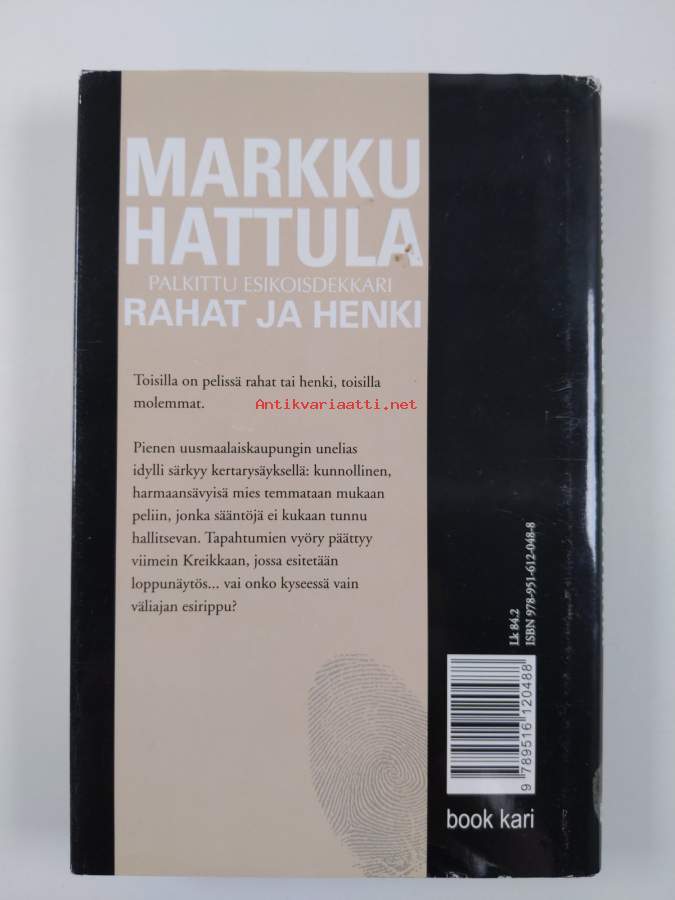 MARKKU
HATTULA
PALKITTU ESIKOISDEKKARI
RAHAT JA HENKI
Toisilla on pelissä rahat tai henki, toisilla
molemmat.
Antikvariaatti.net
Pienen uusmaalaiskaupungin unelias
idylli särkyy kertarysäyksellä: kunnollinen,
harmaansävyisä mies temmataan mukaan
peliin, jonka sääntöjä ei kukaan tunnu
hallitsevan. Tapahtumien vyöry päättyy
viimein Kreikkaan, jossa esitetään
loppunäytös... vai onko kyseessä vain
väliajan esirippu?
Lk 84.2
ISBN 978-951-612-048-8
9 789516 120488
book kari